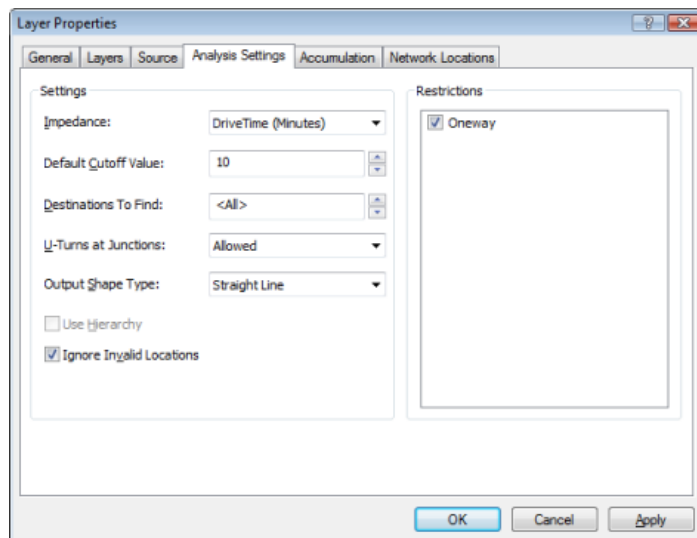 Layer Properties
General Layers Source Analysis Settings Accumulation Network Locations
Settings
Impedance: DriveTime (Minutes)
Default Cutoff Value: 10
Destinations To Find: <All>
U-Turns at Junctions: Allowed
Output Shape Type: Straight Line
Use Hierarchy
Ignore Invalid Locations
Restrictions
Oneway
OK Cancel Apply